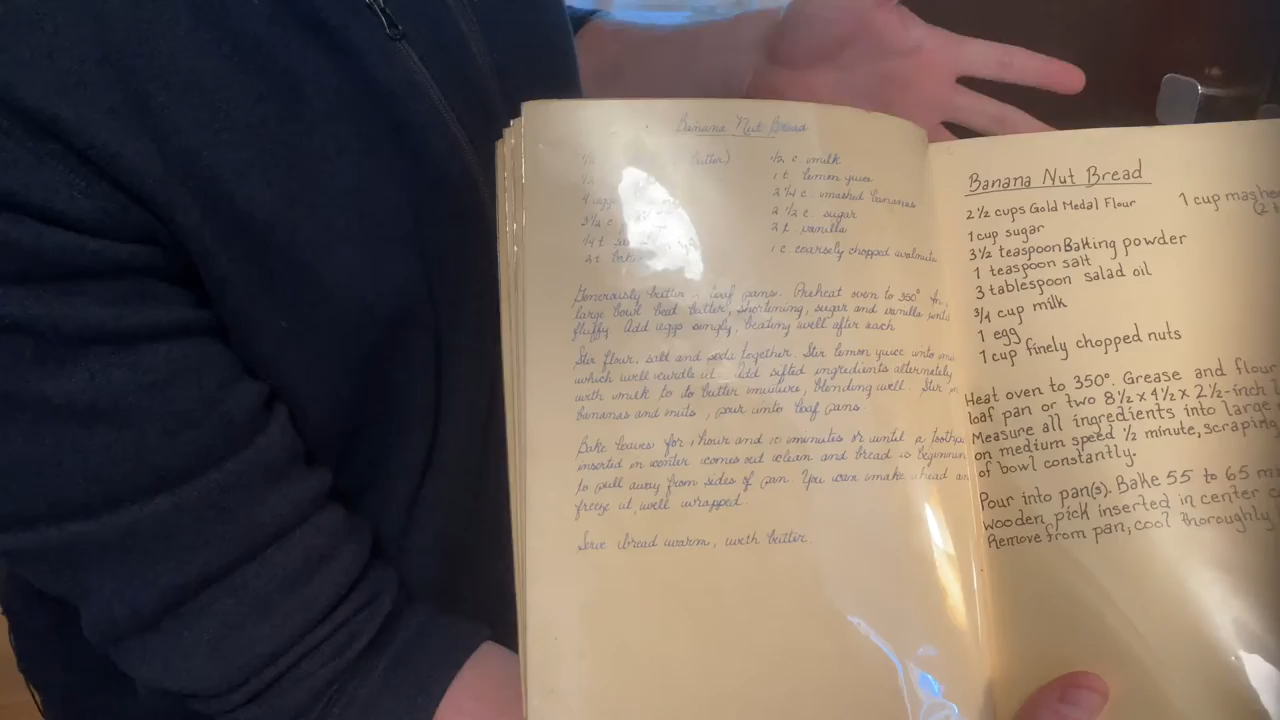 Banana Nut Bread
1/2 butter)
1/2
4 eggs
3 3/4 c
1/4 t
2t
1/2 c. milk
1 t lemon juice
2 1/4 c. mashed bananas
2 1/2 c. sugar
2 t. vanilla
1 c. coarsely chopped walnuts
Generously butter loaf pans. Preheat oven to 350° In
large bowl beat butter, shortening, sugar and vanilla until
fluffy. Add eggs singly, beating well after each
Stir flour, salt and soda together. Stir lemon juice into
which well curdle it. Add sifted ingredients alternately
with milk to to butter mixture, blending well. Stir
bananas and nuts, pour into loaf pans.
Bake loaves for 1 hour and 10 minutes or until a
inserted in center comes out clean and bread is
to pull away from sides of pan. You can make ahead
freeze it, well wrapped.
Serve bread warm, with butter.
Banana Nut Bread
2 1/2 cups Gold Medal Flour
1 cup sugar
3 1/2 teaspoon Baking powder
1 teaspoon salt
3 tablespoon salad oil
3/4 cup milk
1 egg
1 cup finely chopped nuts
1 cup
(2
Heat oven to 350°. Grease and flour
loaf pan or two 8 1/2 x 4 1/2 x 2 1/2-inch
Measure all ingredients into large
on medium speed 1/2 minute, scraping
of bowl constantly.
Pour into pan(s). Bake 55 to 65
wooden pick inserted in center
Remove from pan; cool thoroughly